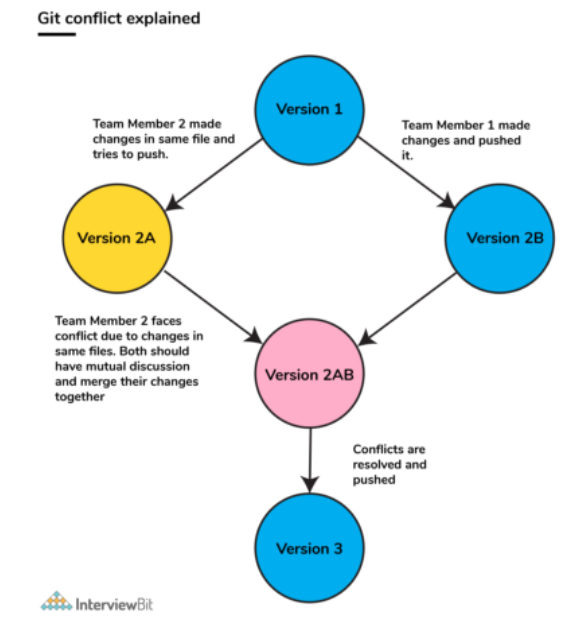 Git conflict explained
Version 1
Team Member 2 made
changes in same file and
tries to push.
Team Member 1 made
changes and pushed
it.
Version 2A
Version 2B
Team Member 2 faces
conflict due to changes in
same files. Both should
have mutual discussion
and merge their changes
together
Version 2AB
Conflicts are
resolved and
pushed
Version 3
InterviewBit